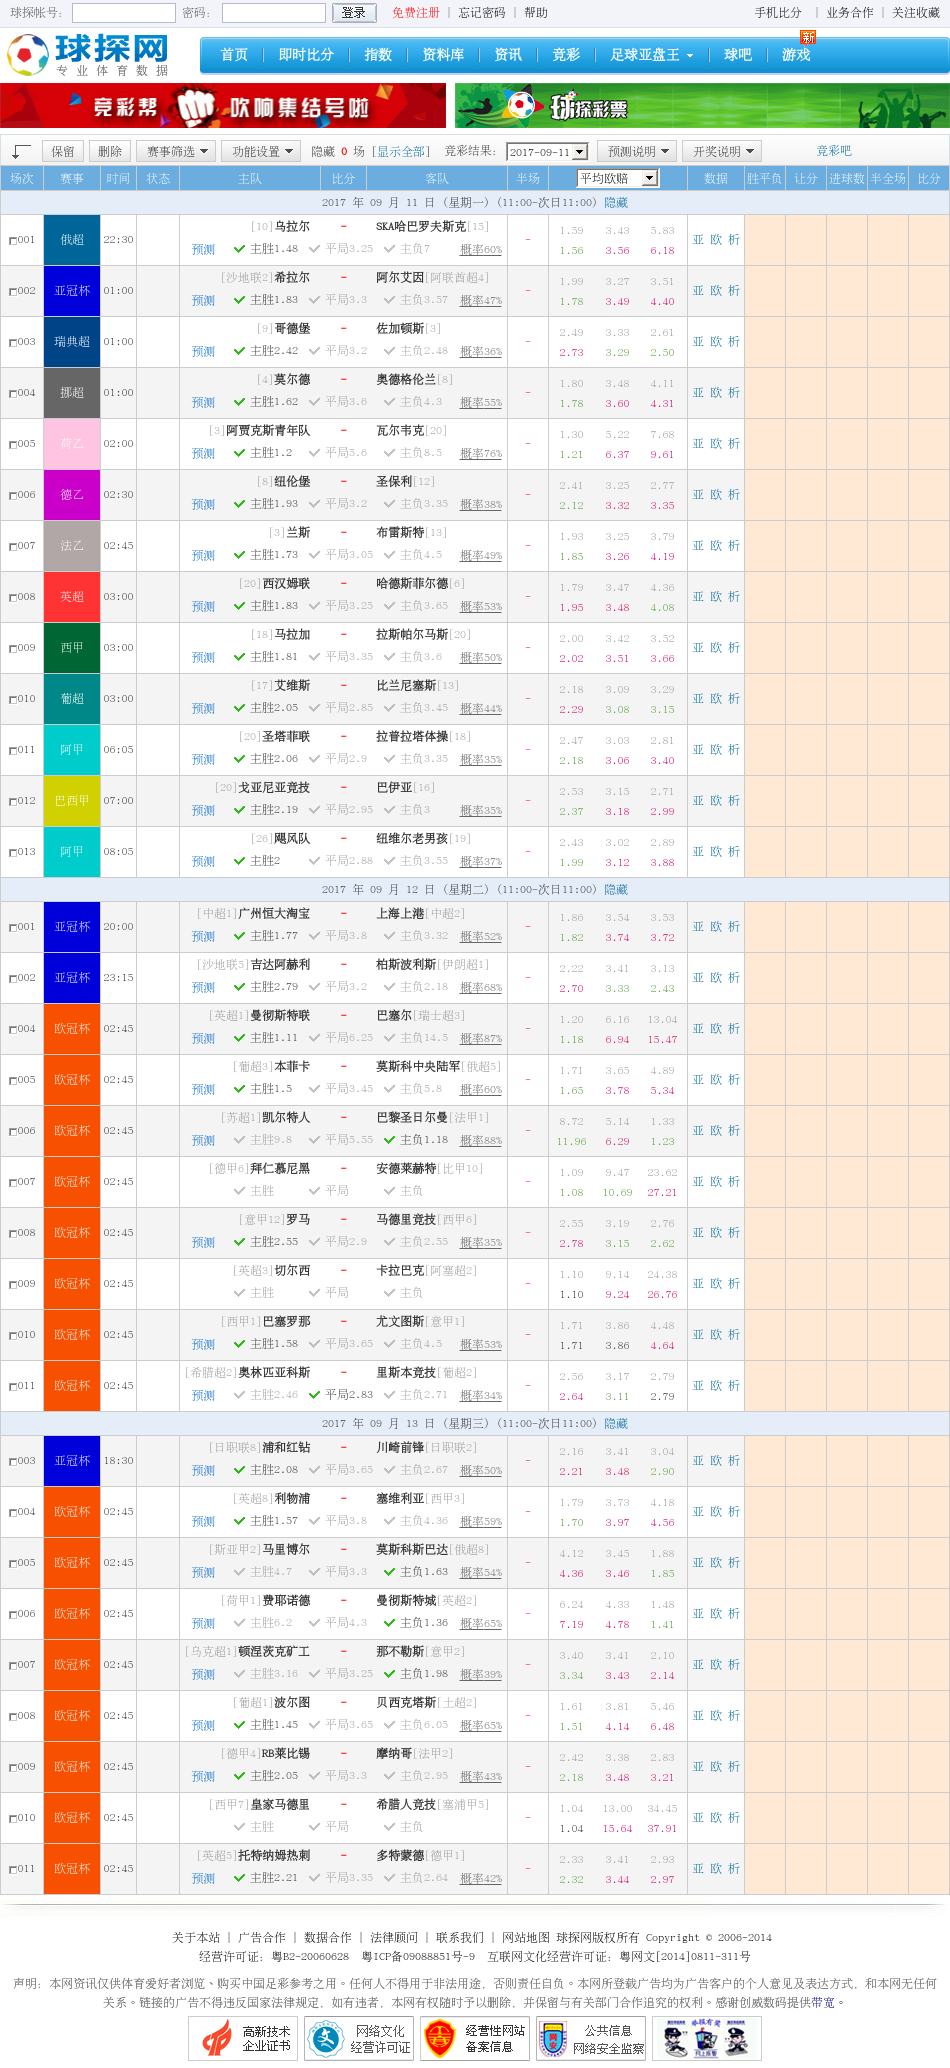 球探帐号: 密码: 登录 免费注册 | 忘记密码 | 帮助 手机比分 | 业务合作 | 关注收藏
球探网
专业体育数据
首页 即时比分 指数 资料库 资讯 竞彩 足球亚盘王 球吧 游戏 新
竞彩帮 吹响集结号啦 球探彩票
保留 删除 赛事筛选 功能设置 隐藏 0 场 [显示全部] 竞彩结果: 2017-09-11 预测说明 开奖说明 竞彩吧
场次 赛事 时间 状态 主队 比分 客队 半场 平均欧赔 数据 胜平负 让分 进球数 半全场 比分
2017 年 09 月 11 日 (星期一) (11:00-次日11:00) 隐藏
001 俄超 22:30 [10]乌拉尔 - SKA哈巴罗夫斯克[15] - 1.59 3.43 5.83 亚 欧 析
预测 主胜1.48 平局3.25 主负7 概率60% 1.56 3.56 6.18
002 亚冠杯 01:00 [沙地联2]希拉尔 - 阿尔艾因[阿联酋超4] - 1.99 3.27 3.51 亚 欧 析
预测 主胜1.83 平局3.3 主负3.57 概率47% 1.78 3.49 4.40
003 瑞典超 01:00 [9]哥德堡 - 佐加顿斯[3] - 2.49 3.33 2.61 亚 欧 析
预测 主胜2.42 平局3.2 主负2.48 概率36% 2.73 3.29 2.50
004 挪超 01:00 [4]莫尔德 - 奥德格伦兰[8] - 1.80 3.48 4.11 亚 欧 析
预测 主胜1.62 平局3.6 主负4.3 概率55% 1.78 3.60 4.31
005 荷乙 02:00 [3]阿贾克斯青年队 - 瓦尔韦克[20] - 1.30 5.22 7.68 亚 欧 析
预测 主胜1.2 平局5.6 主负8.5 概率76% 1.21 6.37 9.61
006 德乙 02:30 [8]纽伦堡 - 圣保利[12] - 2.41 3.25 2.77 亚 欧 析
预测 主胜1.93 平局3.2 主负3.35 概率38% 2.12 3.32 3.35
007 法乙 02:45 [3]兰斯 - 布雷斯特[13] - 1.93 3.25 3.79 亚 欧 析
预测 主胜1.73 平局3.05 主负4.5 概率49% 1.85 3.26 4.19
008 英超 03:00 [20]西汉姆联 - 哈德斯菲尔德[6] - 1.79 3.47 4.36 亚 欧 析
预测 主胜1.83 平局3.25 主负3.65 概率53% 1.95 3.48 4.08
009 西甲 03:00 [18]马拉加 - 拉斯帕尔马斯[20] - 2.00 3.42 3.52 亚 欧 析
预测 主胜1.81 平局3.35 主负3.6 概率50% 2.02 3.51 3.66
010 葡超 03:00 [17]艾维斯 - 比兰尼塞斯[13] - 2.18 3.09 3.29 亚 欧 析
预测 主胜2.05 平局2.85 主负3.45 概率44% 2.29 3.08 3.15
011 阿甲 06:05 [20]圣塔菲联 - 拉普拉塔体操[18] - 2.47 3.03 2.81 亚 欧 析
预测 主胜2.06 平局2.9 主负3.35 概率35% 2.18 3.06 3.40
012 巴西甲 07:00 [20]戈亚尼亚竞技 - 巴伊亚[16] - 2.53 3.15 2.71 亚 欧 析
预测 主胜2.19 平局2.95 主负3 概率35% 2.37 3.18 2.99
013 阿甲 08:05 [26]飓风队 - 纽维尔老男孩[19] - 2.43 3.02 2.89 亚 欧 析
预测 主胜2 平局2.88 主负3.55 概率37% 1.99 3.12 3.88
2017 年 09 月 12 日 (星期二) (11:00-次日11:00) 隐藏
001 亚冠杯 20:00 [中超1]广州恒大淘宝 - 上海上港[中超2] - 1.86 3.54 3.53 亚 欧 析
预测 主胜1.77 平局3.8 主负3.32 概率52% 1.82 3.74 3.72
002 亚冠杯 23:15 [沙地联5]吉达阿赫利 - 柏斯波利斯[伊朗超1] - 2.22 3.41 3.13 亚 欧 析
预测 主胜2.79 平局3.2 主负2.18 概率68% 2.70 3.33 2.43
004 欧冠杯 02:45 [英超1]曼彻斯特联 - 巴塞尔[瑞士超3] - 1.20 6.16 13.04 亚 欧 析
预测 主胜1.11 平局6.25 主负14.5 概率87% 1.18 6.94 15.47
005 欧冠杯 02:45 [葡超3]本菲卡 - 莫斯科中央陆军[俄超5] - 1.71 3.65 4.89 亚 欧 析
预测 主胜1.5 平局3.45 主负5.8 概率60% 1.65 3.78 5.34
006 欧冠杯 02:45 [苏超1]凯尔特人 - 巴黎圣日尔曼[法甲1] - 8.72 5.14 1.33 亚 欧 析
预测 主胜9.8 平局5.55 主负1.18 概率88% 11.96 6.29 1.23
007 欧冠杯 02:45 [德甲6]拜仁慕尼黑 - 安德莱赫特[比甲10] - 1.09 9.47 23.62 亚 欧 析
主胜 平局 主负 1.08 10.69 27.21
008 欧冠杯 02:45 [意甲12]罗马 - 马德里竞技[西甲6] - 2.55 3.19 2.76 亚 欧 析
预测 主胜2.55 平局2.9 主负2.55 概率35% 2.78 3.15 2.62
009 欧冠杯 02:45 [英超3]切尔西 - 卡拉巴克[阿塞超2] - 1.10 9.14 24.38 亚 欧 析
主胜 平局 主负 1.10 9.24 26.76
010 欧冠杯 02:45 [西甲1]巴塞罗那 - 尤文图斯[意甲1] - 1.71 3.86 4.48 亚 欧 析
预测 主胜1.58 平局3.65 主负4.5 概率53% 1.71 3.86 4.64
011 欧冠杯 02:45 [希腊超2]奥林匹亚科斯 - 里斯本竞技[葡超2] - 2.56 3.17 2.79 亚 欧 析
预测 主胜2.46 平局2.83 主负2.71 概率34% 2.64 3.11 2.79
2017 年 09 月 13 日 (星期三) (11:00-次日11:00) 隐藏
003 亚冠杯 18:30 [日职联8]浦和红钻 - 川崎前锋[日职联2] - 2.16 3.41 3.04 亚 欧 析
预测 主胜2.08 平局3.65 主负2.67 概率50% 2.21 3.48 2.90
004 欧冠杯 02:45 [英超8]利物浦 - 塞维利亚[西甲3] - 1.79 3.73 4.18 亚 欧 析
预测 主胜1.57 平局3.8 主负4.36 概率59% 1.70 3.97 4.56
005 欧冠杯 02:45 [斯亚甲2]马里博尔 - 莫斯科斯巴达[俄超8] - 4.12 3.45 1.88 亚 欧 析
预测 主胜4.7 平局3.3 主负1.63 概率54% 4.36 3.46 1.85
006 欧冠杯 02:45 [荷甲1]费耶诺德 - 曼彻斯特城[英超2] - 6.24 4.33 1.48 亚 欧 析
预测 主胜6.2 平局4.3 主负1.36 概率65% 7.19 4.78 1.41
007 欧冠杯 02:45 [乌克超1]顿涅茨克矿工 - 那不勒斯[意甲2] - 3.40 3.41 2.10 亚 欧 析
预测 主胜3.16 平局3.25 主负1.98 概率39% 3.34 3.43 2.14
008 欧冠杯 02:45 [葡超1]波尔图 - 贝西克塔斯[土超2] - 1.61 3.81 5.46 亚 欧 析
预测 主胜1.45 平局3.65 主负6.05 概率65% 1.51 4.14 6.48
009 欧冠杯 02:45 [德甲4]RB莱比锡 - 摩纳哥[法甲2] - 2.42 3.38 2.83 亚 欧 析
预测 主胜2.05 平局3.3 主负2.95 概率43% 2.18 3.48 3.21
010 欧冠杯 02:45 [西甲7]皇家马德里 - 希腊人竞技[塞浦甲5] - 1.04 13.00 34.45 亚 欧 析
主胜 平局 主负 1.04 15.64 37.91
011 欧冠杯 02:45 [英超5]托特纳姆热刺 - 多特蒙德[德甲1] - 2.33 3.41 2.93 亚 欧 析
预测 主胜2.21 平局3.35 主负2.64 概率42% 2.32 3.44 2.97
关于本站 | 广告合作 | 数据合作 | 法律顾问 | 联系我们 | 网站地图 球探网版权所有 Copyright © 2006-2014
经营许可证: 粤B2-20060628 粤ICP备09088851号-9 互联网文化经营许可证: 粤网文[2014]0811-311号
声明: 本网资讯仅供体育爱好者浏览、购买中国足彩参考之用。任何人不得用于非法用途, 否则责任自负。本网所登载广告均为广告客户的个人意见及表达方式, 和本网无任何
关系。链接的广告不得违反国家法律规定, 如有违者, 本网有权随时予以删除, 并保留与有关部门合作追究的权利。感谢创威数码提供带宽。
高新技术 网络文化 经营性网站 公共信息
企业证书 经营许可证 备案信息 网络安全监察